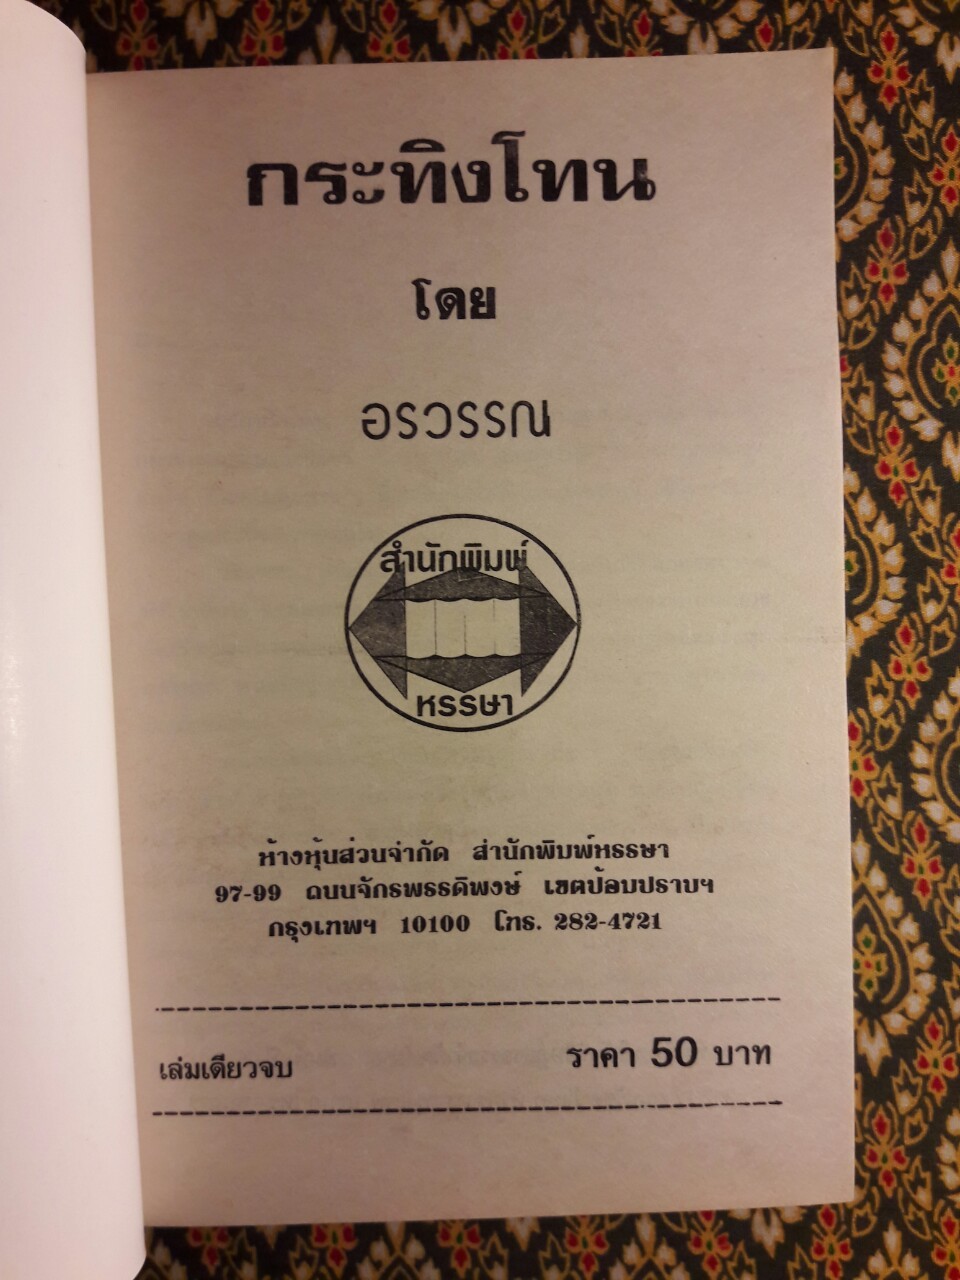 กระทิงโทน
โดย
อรวรรณ
สำนักพิมพ์
หรรษา
ห้างหุ้นส่วนจำกัด สำนักพิมพ์หรรษา
97-99 ถนนจักรพรรดิพงษ์ เขตป้อมปราบฯ
กรุงเทพฯ 10100 โทร. 282-4721
เล่มเดียวจบ ราคา 50 บาท